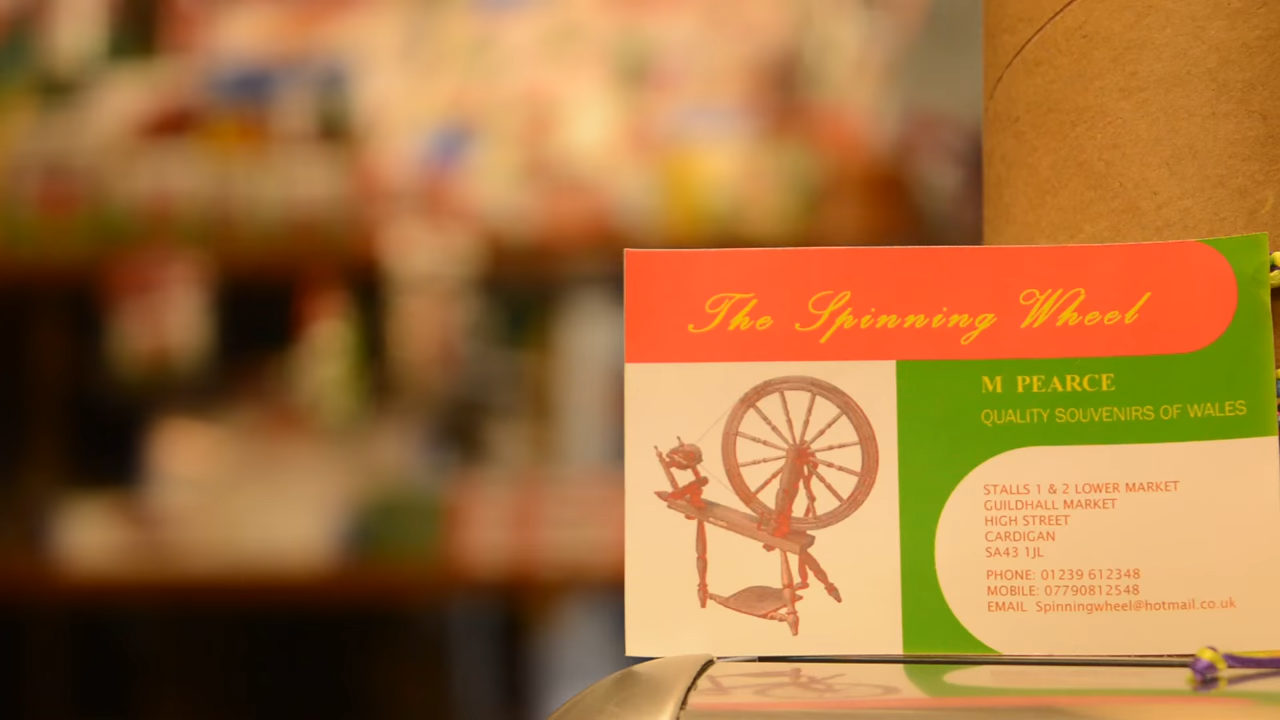 The Spinning Wheel
M PEARCE
QUALITY SOUVENIRS OF WALES
STALLS 1 & 2 LOWER MARKET
GUILDHALL MARKET
HIGH STREET
CARDIGAN
SA43 1JL
PHONE: 01239 612348
MOBILE: 07790812548
EMAIL Spinningwheel@hotmail.co.uk